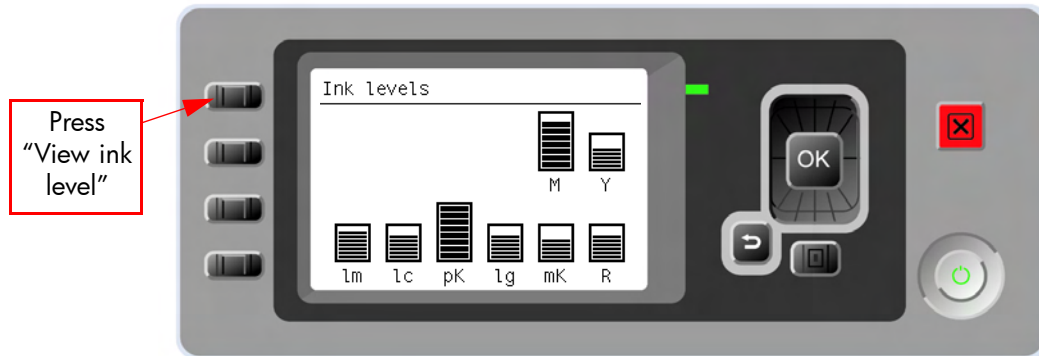 Press
“View ink
level”
Ink levels
M Y
lm lc pK lg mK R
OK